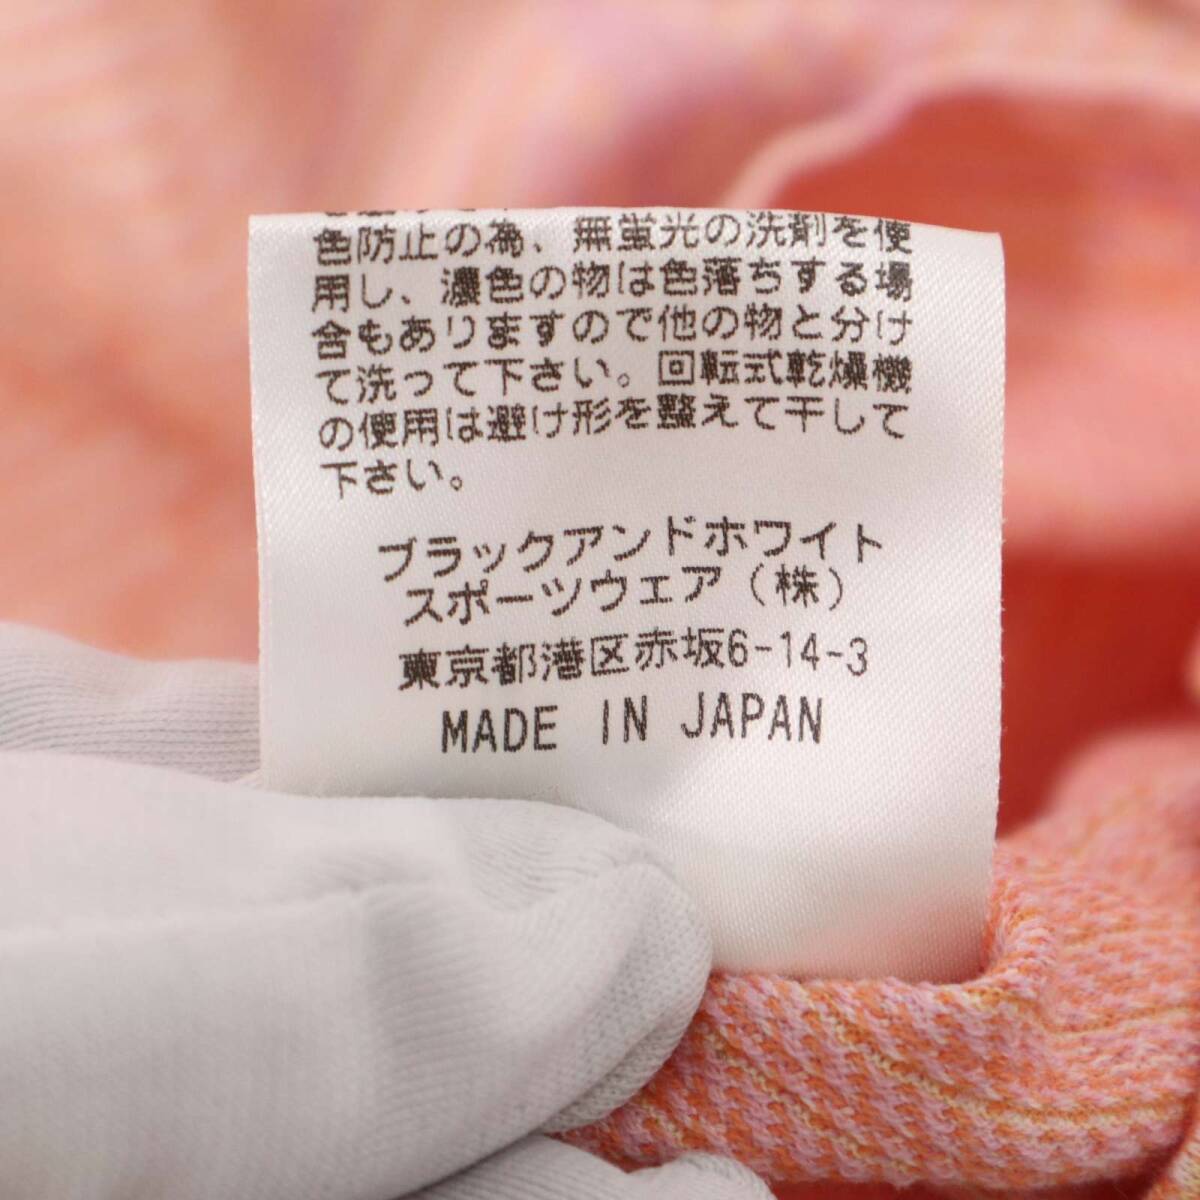 色防止の為、無蛍光の洗剤を使
用し、濃色の物は色落ちする場
合もありますので他の物と分け
て洗って下さい。回転式乾燥機
の使用は避け形を整えて干して
下さい。
ブラックアンドホワイト
スポーツウェア(株)
東京都港区赤坂6-14-3
MADE IN JAPAN